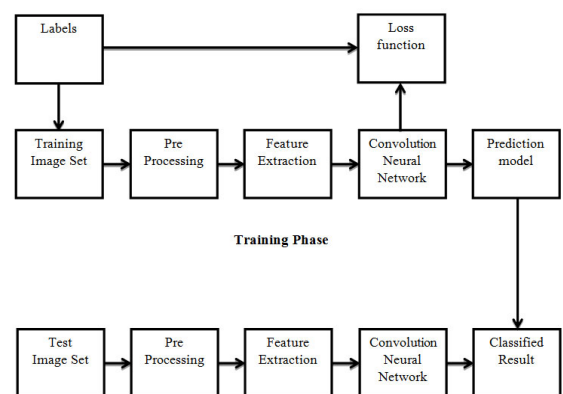 Labels
Loss
function
Training
Image Set
Pre
Processing
Feature
Extraction
Convolution
Neural
Network
Prediction
model
Training Phase
Test
Image Set
Pre
Processing
Feature
Extraction
Convolution
Neural
Network
Classified
Result